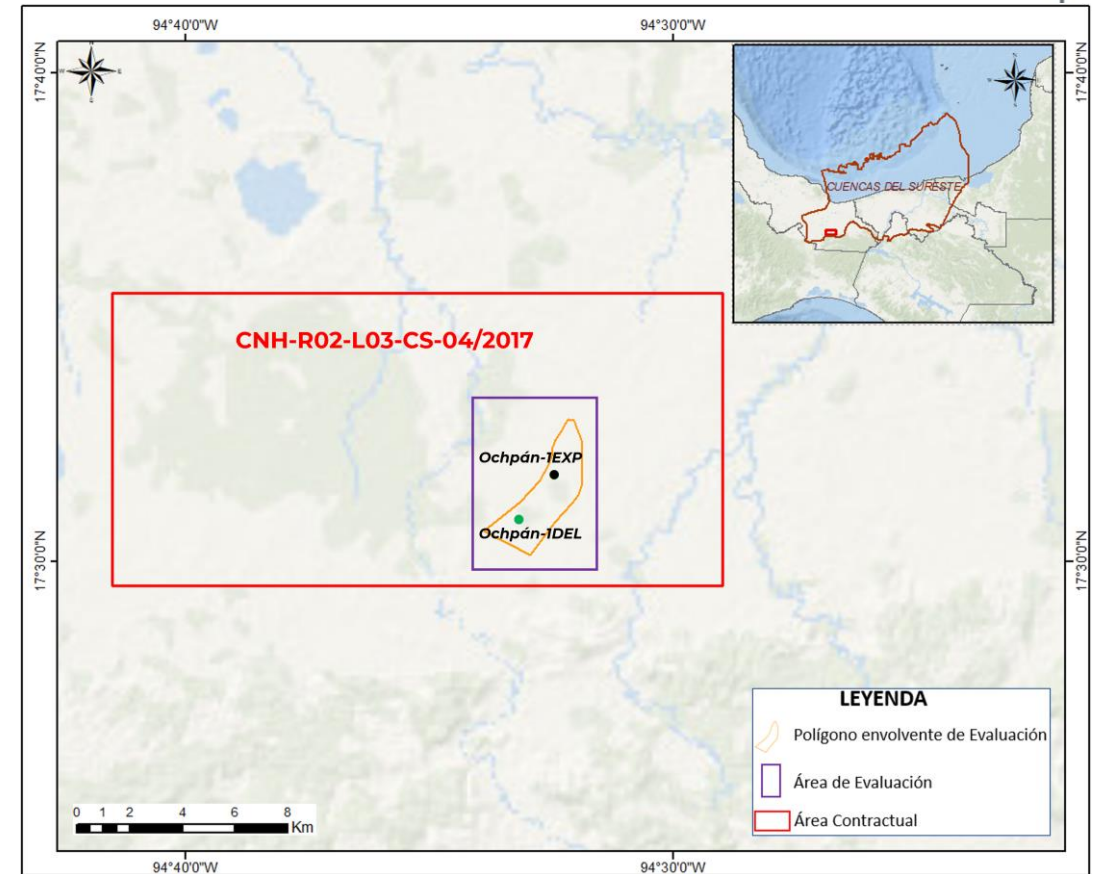 94°40'0"W
94°30'0"W
17°40'0"N
17°40'0"N
CUENCAS DEL SURESTE
CNH-R02-L03-CS-04/2017
Ochpán-1EXP
Ochpán-1DEL
17°30'0"N
17°30'0"N
LEYENDA
Polígono envolvente de Evaluación
Área de Evaluación
Área Contractual
0 1 2 4 6 8
Km
94°40'0"W
94°30'0"W